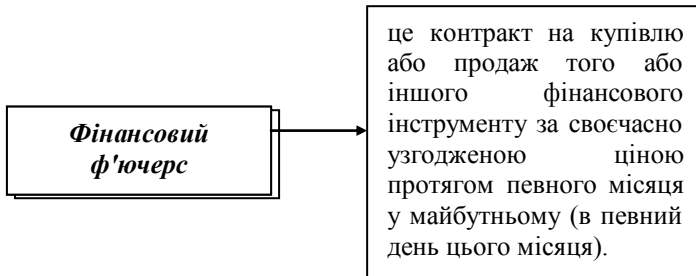 Фінансовий
ф'ючерс
це контракт на купівлю
або продаж того або
іншого фінансового
інструменту за своєчасно
узгодженою ціною
протягом певного місяця
у майбутньому (в певний
день цього місяця).